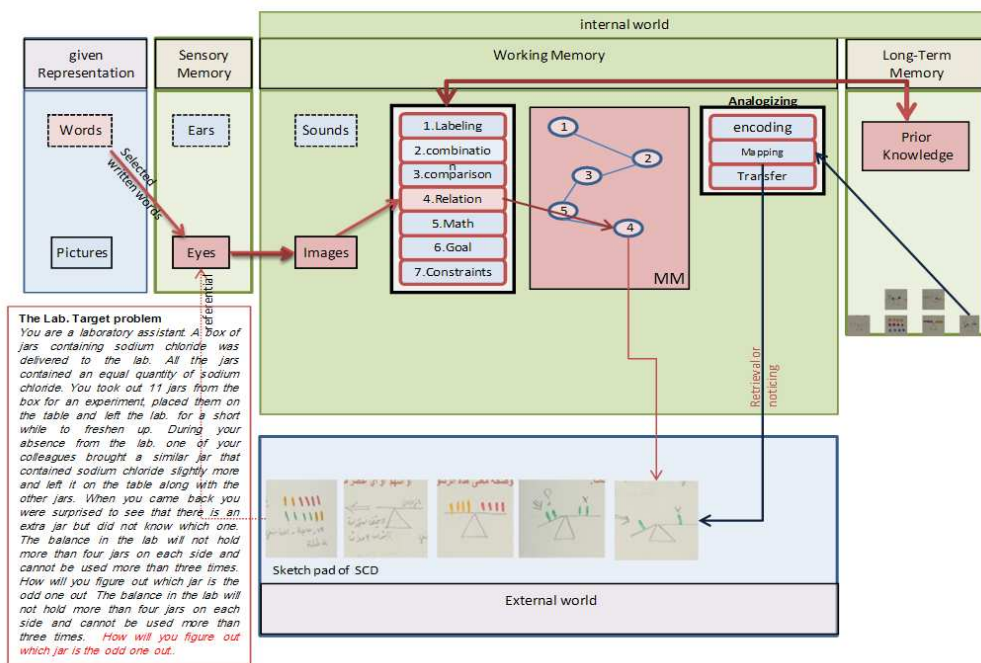 internal world
given
Representation
Sensory
Memory
Working Memory
Long-Term
Memory
Words
Pictures
Selected
written words
Ears
Eyes
Sounds
Images
1.Labeling
2.combinatio
n
3.comparison
4.Relation
5.Math
6.Goal
7.Constraints
1
2
3
5
4
MM
Analogizing
encoding
Mapping
Transfer
Prior
Knowledge
referential
Retrieval or
noticing
The Lab. Target problem
You are a laboratory assistant. A box of
jars containing sodium chloride was
delivered to the lab. All the jars
contained an equal quantity of sodium
chloride. You took out 11 jars from the
box for an experiment, placed them on
the table and left the lab. for a short
while to freshen up. During your
absence from the lab. one of your
colleagues brought a similar jar that
contained sodium chloride slightly more
and left it on the table along with the
other jars. When you came back you
were surprised to see that there is an
extra jar but did not know which one.
The balance in the lab will not hold
more than four jars on each side and
cannot be used more than three times.
How will you figure out which jar is the
odd one out The balance in the lab will
not hold more than four jars on each
side and cannot be used more than
three times. How will you figure out
which jar is the odd one out..
Sketch pad of SCD
External world